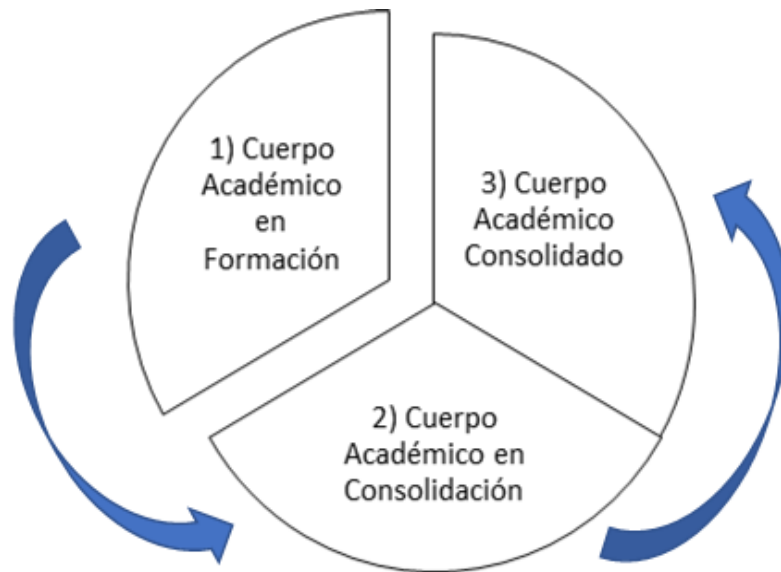 1) Cuerpo
Académico
en
Formación
3) Cuerpo
Académico
Consolidado
2) Cuerpo
Académico en
Consolidación